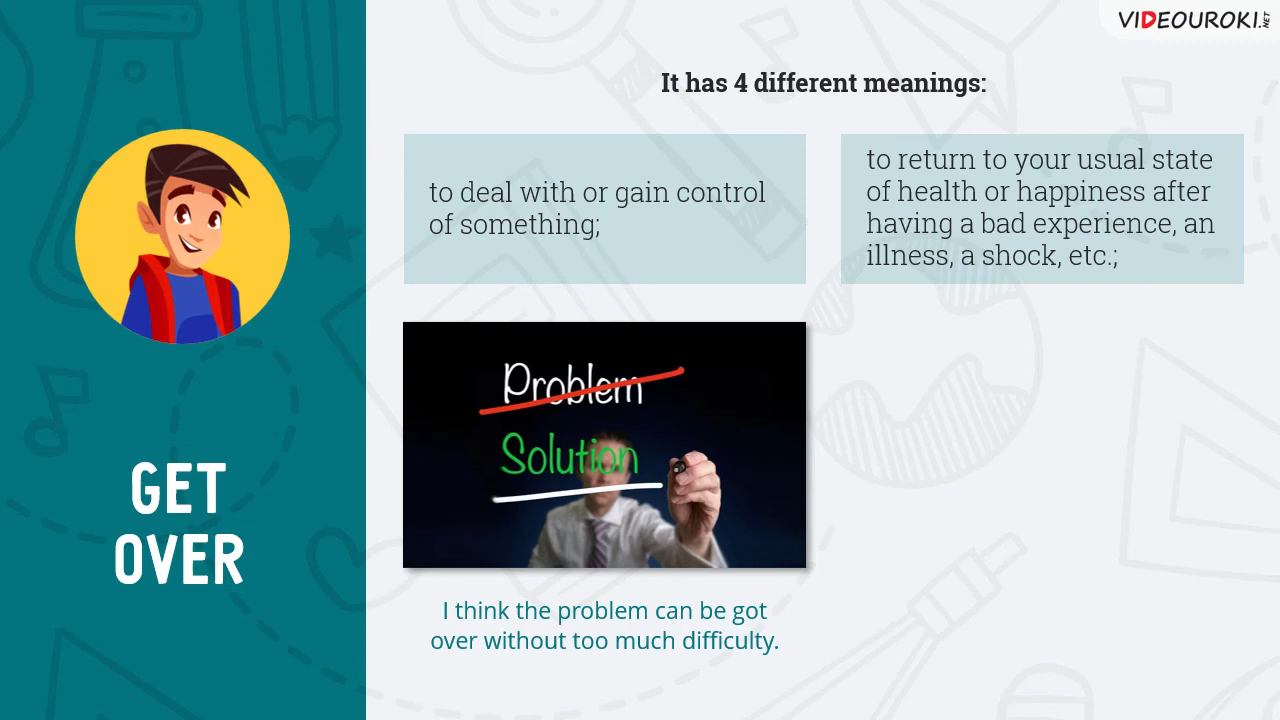 VIDEOUROKI.NET
It has 4 different meanings:
to deal with or gain control
of something;
to return to your usual state
of health or happiness after
having a bad experience, an
illness, a shock, etc.;
Problem
Solution
GET
OVER
I think the problem can be got
over without too much difficulty.